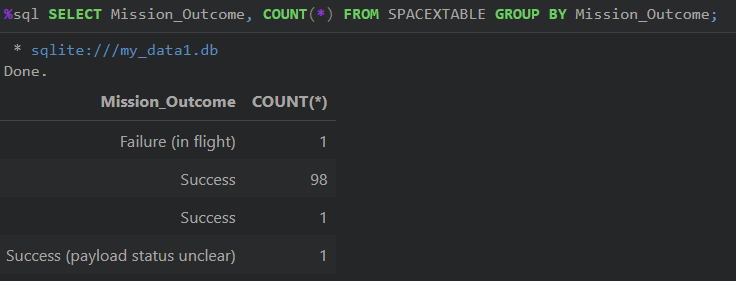 %sql SELECT Mission_Outcome, COUNT(*) FROM SPACEXTABLE GROUP BY Mission_Outcome;
* sqlite:///my_data1.db
Done.
Mission_Outcome COUNT(*)
Failure (in flight) 1
Success 98
Success 1
Success (payload status unclear) 1